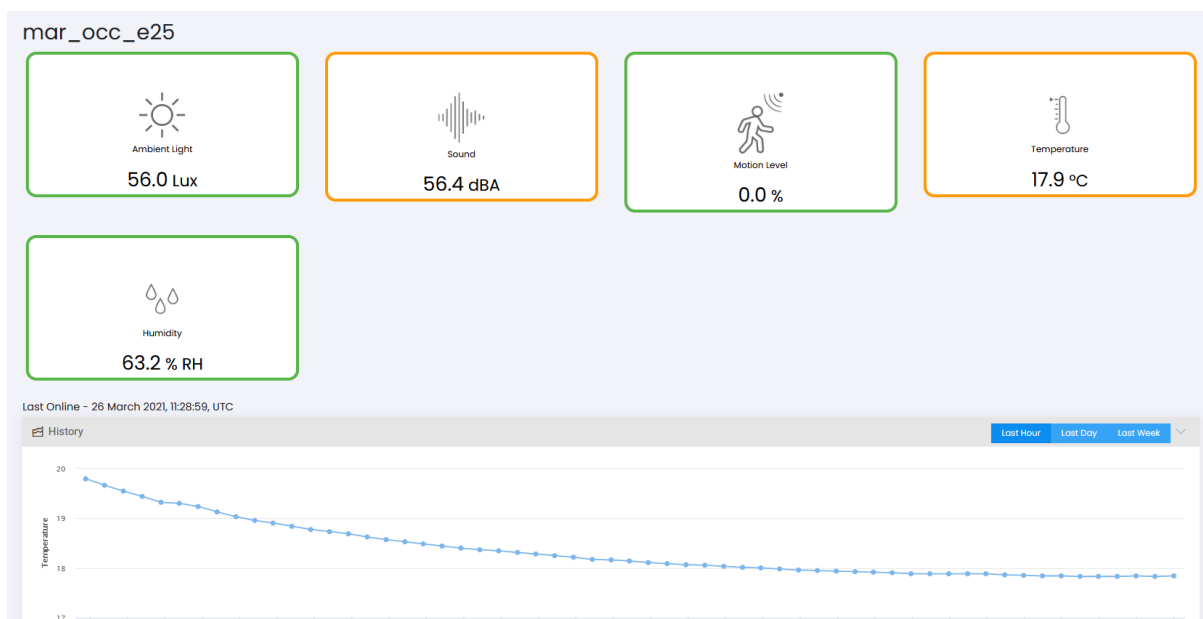 mar_occ_e25
Ambient Light
56.0 Lux
Sound
56.4 dBA
Motion Level
0.0 %
Temperature
17.9 ºC
Humidity
63.2 % RH
Last Online - 26 March 2021, 11:28:59, UTC
History
Last Hour Last Day Last Week
20
19
18
17
Temperature